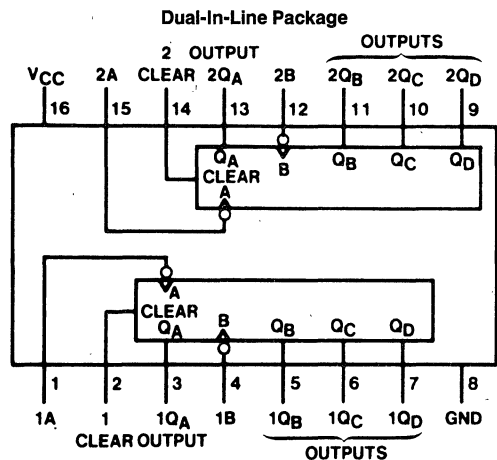 Dual-In-Line Package
2 OUTPUT OUTPUTS
VCC 2A CLEAR 2QA 2B 2QB 2QC 2QD
16 15 14 13 12 11 10 9
QA B QB QC QD
CLEAR
A
A
CLEAR
QA B QB QC QD
1 2 3 4 5 6 7 8
1A 1 1QA 1B 1QB 1QC 1QD GND
CLEAR OUTPUT OUTPUTS